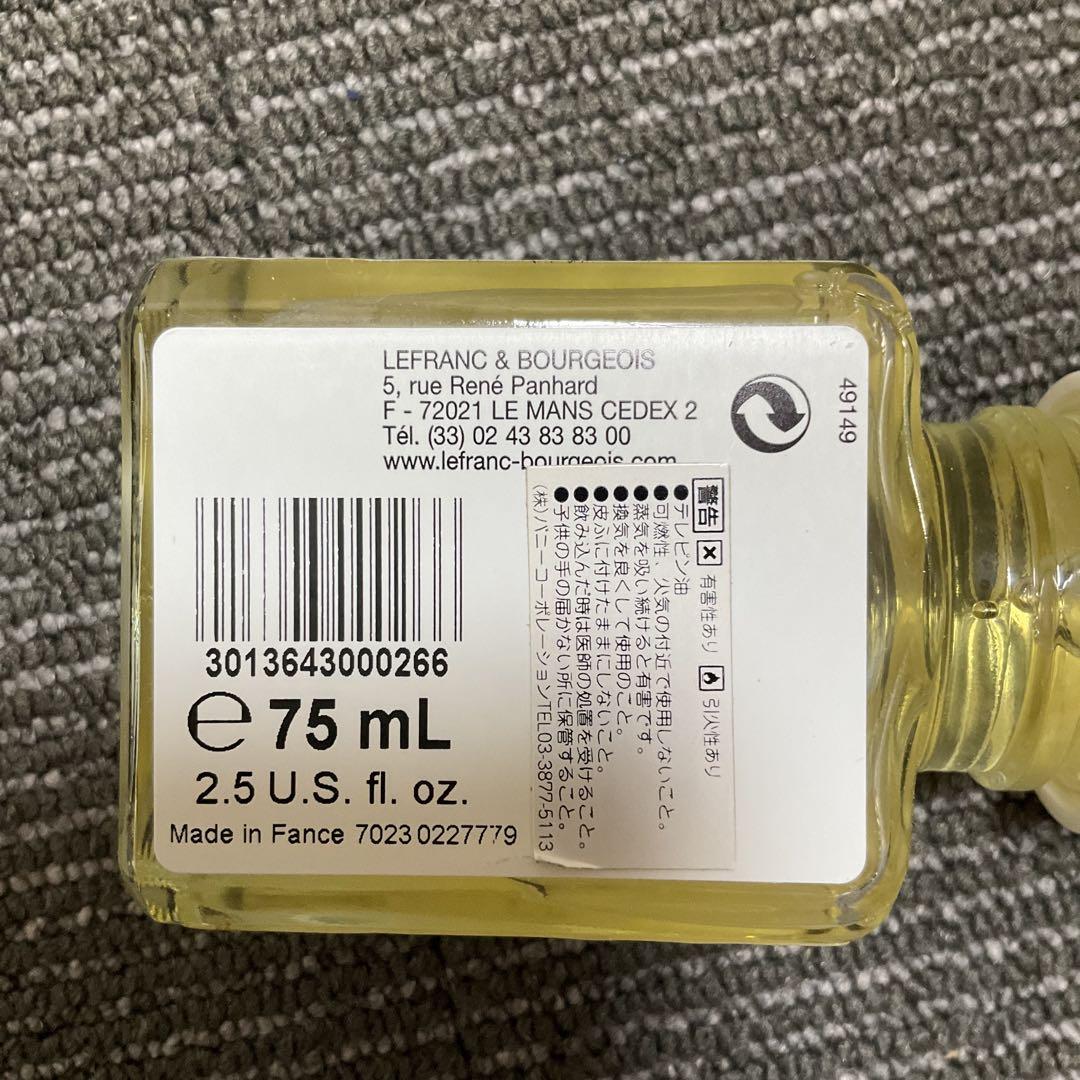 LEFRANC & BOURGEOIS
5, rue René Panhard
F - 72021 LE MANS CEDEX 2
Tél. (33) 02 43 83 83 00
www.lefranc-bourgeois.com
49149
3013643000266
e 75 mL
2.5 U.S. fl. oz.
Made in Fance 70230227779
警告 有害性あり 引火性あり
●テレピン油
●可燃性、火気の付近で使用しないこと。
●蒸気を吸い続けると有害です。
●換気を良くして使用のこと。
●皮ふに付けたままにしないこと。
●飲み込んだ時は医師の処置を受けること。
●子供の手の届かない所に保管すること。
(株)バニーコーポレーションTEL03-3877-5113